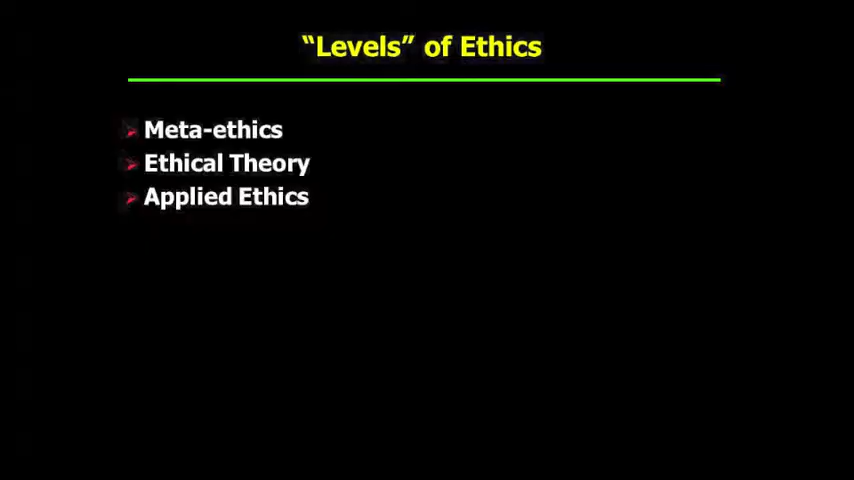 “Levels” of Ethics
Meta-ethics
Ethical Theory
Applied Ethics